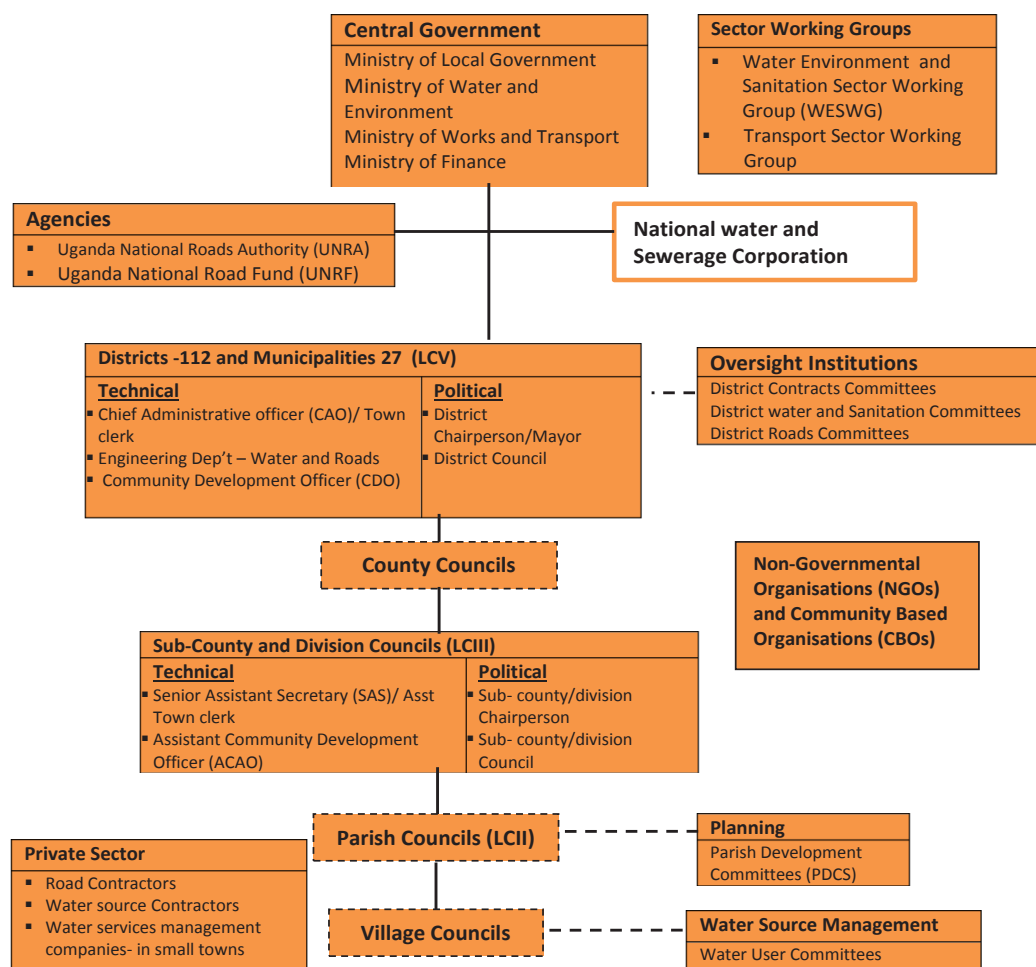 Central Government
Ministry of Local Government
Ministry of Water and
Environment
Ministry of Works and Transport
Ministry of Finance
Sector Working Groups
▪ Water Environment and
Sanitation Sector Working
Group (WESWG)
▪ Transport Sector Working
Group
Agencies
▪ Uganda National Roads Authority (UNRA)
▪ Uganda National Road Fund (UNRF)
National water and
Sewerage Corporation
Districts -112 and Municipalities 27 (LCV)
Technical
▪ Chief Administrative officer (CAO)/ Town
clerk
▪ Engineering Dep’t – Water and Roads
▪ Community Development Officer (CDO)
Political
▪ District
Chairperson/Mayor
▪ District Council
Oversight Institutions
District Contracts Committees
District water and Sanitation Committees
District Roads Committees
County Councils
Non-Governmental
Organisations (NGOs)
and Community Based
Organisations (CBOs)
Sub-County and Division Councils (LCIII)
Technical
▪ Senior Assistant Secretary (SAS)/ Asst
Town clerk
▪ Assistant Community Development
Officer (ACAO)
Political
▪ Sub- county/division
Chairperson
▪ Sub- county/division
Council
Parish Councils (LCII)
Planning
Parish Development
Committees (PDCS)
Private Sector
▪ Road Contractors
▪ Water source Contractors
▪ Water services management
companies- in small towns
Village Councils
Water Source Management
Water User Committees